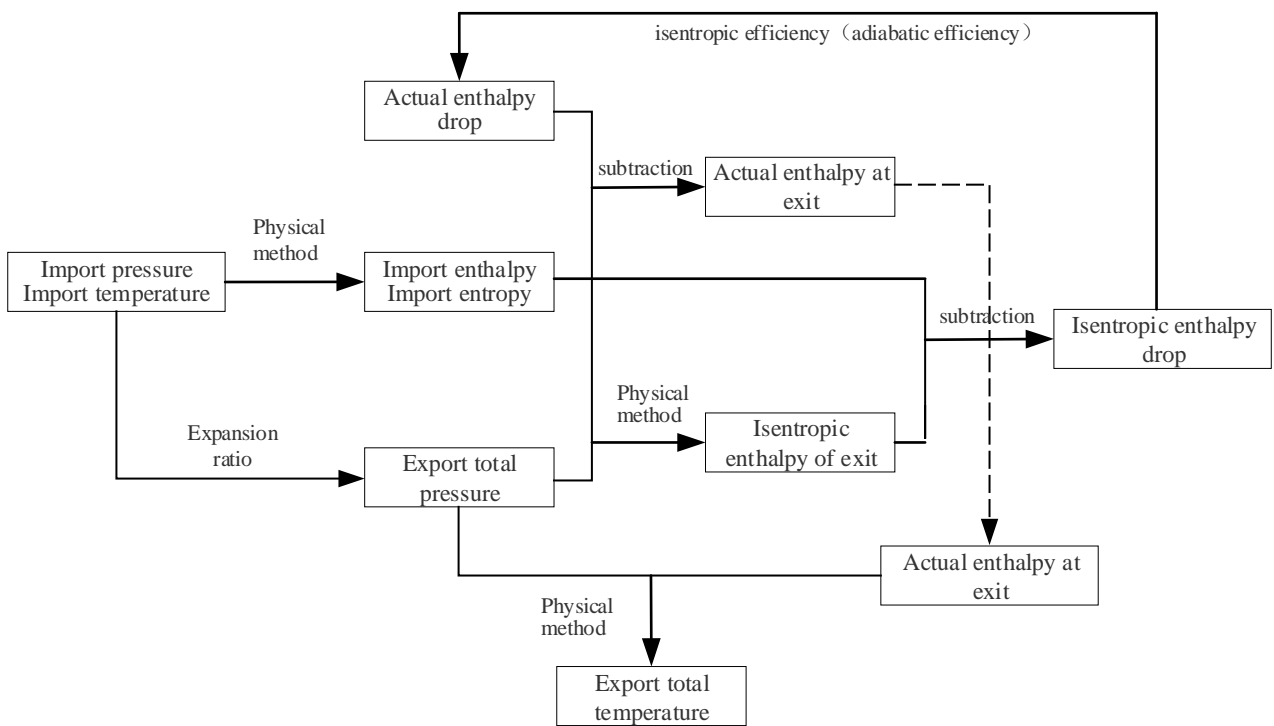 isentropic efficiency（adiabatic efficiency）
Actual enthalpy
drop
subtraction
Actual enthalpy at
exit
Physical
method
Import pressure
Import temperature
Import enthalpy
Import entropy
subtraction
Isentropic enthalpy
drop
Physical
method
Isentropic
enthalpy of exit
Expansion
ratio
Export total
pressure
Actual enthalpy at
exit
Physical
method
Export total
temperature